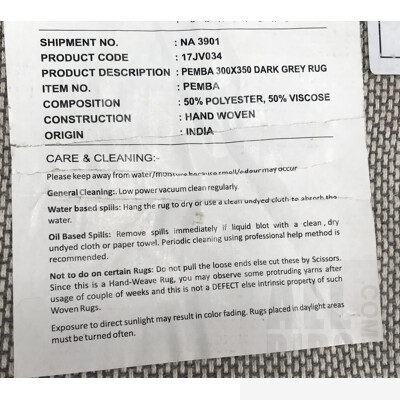 SHIPMENT NO. : NA 3901
PRODUCT CODE : 17JV034
PRODUCT DESCRIPTION : PEMBA 300X350 DARK GREY RUG
ITEM NO. : PEMBA
COMPOSITION : 50% POLYESTER, 50% VISCOSE
CONSTRUCTION : HAND WOVEN
ORIGIN : INDIA
CARE & CLEANING:-
Please keep away from water/moisture because smell/odour may occur
General Cleaning:. Low power vacuum clean regularly.
Water based spills: Hang the rug to dry or use a clean undyed cloth to absorb the
water.
Oil Based Spills: Remove spills immediately if liquid blot with a clean , dry
undyed cloth or paper towel. Periodic cleaning using professional help method is
recommended.
Not to do on certain Rugs: Do not pull the loose ends else cut these by Scissors.
Since this is a Hand-Weave Rug, you may observe some protruding yarns after
usage of couple of weeks and this is not a DEFECT else intrinsic property of such
Woven Rugs.
Exposure to direct sunlight may result in color fading. Rugs placed in daylight areas
must be turned often.